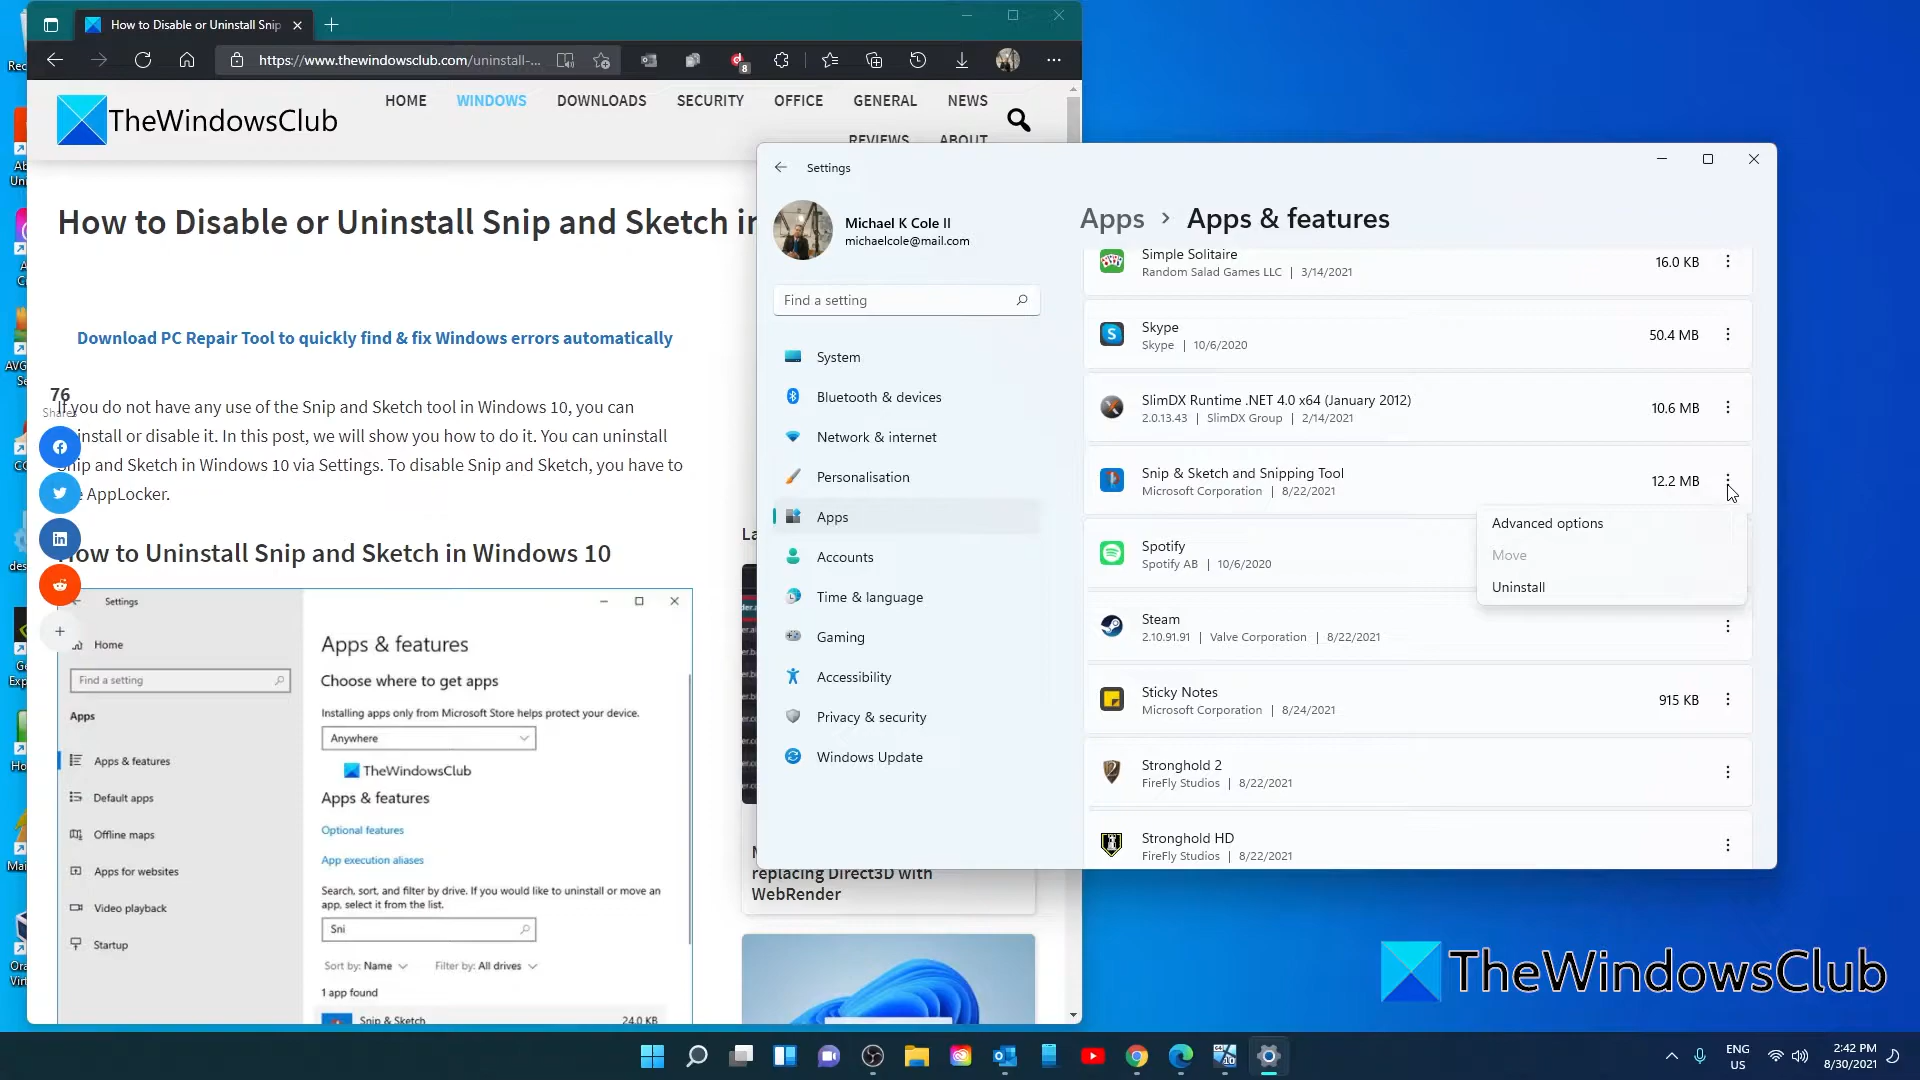 How to Disable or Uninstall Snip
https://www.thewindowsclub.com/uninstall-...
8
TheWindowsClub
HOME WINDOWS DOWNLOADS SECURITY OFFICE GENERAL NEWS
REVIEWS ABOUT
How to Disable or Uninstall Snip and Sketch in
Download PC Repair Tool to quickly find & fix Windows errors automatically
76
Shares
If you do not have any use of the Snip and Sketch tool in Windows 10, you can
install or disable it. In this post, we will show you how to do it. You can uninstall
Snip and Sketch in Windows 10 via Settings. To disable Snip and Sketch, you have to
AppLocker.
How to Uninstall Snip and Sketch in Windows 10
Settings
Home
Find a setting
Apps
Apps & features
Default apps
Offline maps
Apps for websites
Video playback
Startup
Apps & features
Choose where to get apps
Installing apps only from Microsoft Store helps protect your device.
Anywhere
TheWindowsClub
Apps & features
Optional features
App execution aliases
Search, sort, and filter by drive. If you would like to uninstall or move an
app, select it from the list.
Sni
Sort by: Name Filter by: All drives
1 app found
Snip & Sketch 24.0 KB
replacing Direct3D with
WebRender
Settings
Michael K Cole II
michaelcole@mail.com
Find a setting
System
Bluetooth & devices
Network & internet
Personalisation
Apps
Accounts
Time & language
Gaming
Accessibility
Privacy & security
Windows Update
Apps › Apps & features
Simple Solitaire
Random Salad Games LLC | 3/14/2021
16.0 KB
Skype
Skype | 10/6/2020
50.4 MB
SlimDX Runtime .NET 4.0 x64 (January 2012)
2.0.13.43 | SlimDX Group | 2/14/2021
10.6 MB
Snip & Sketch and Snipping Tool
Microsoft Corporation | 8/22/2021
12.2 MB
Advanced options
Move
Uninstall
Spotify
Spotify AB | 10/6/2020
Steam
2.10.91.91 | Valve Corporation | 8/22/2021
Sticky Notes
Microsoft Corporation | 8/24/2021
915 KB
Stronghold 2
FireFly Studios | 8/22/2021
Stronghold HD
FireFly Studios | 8/22/2021
TheWindowsClub
ENG
US
2:42 PM
8/30/2021